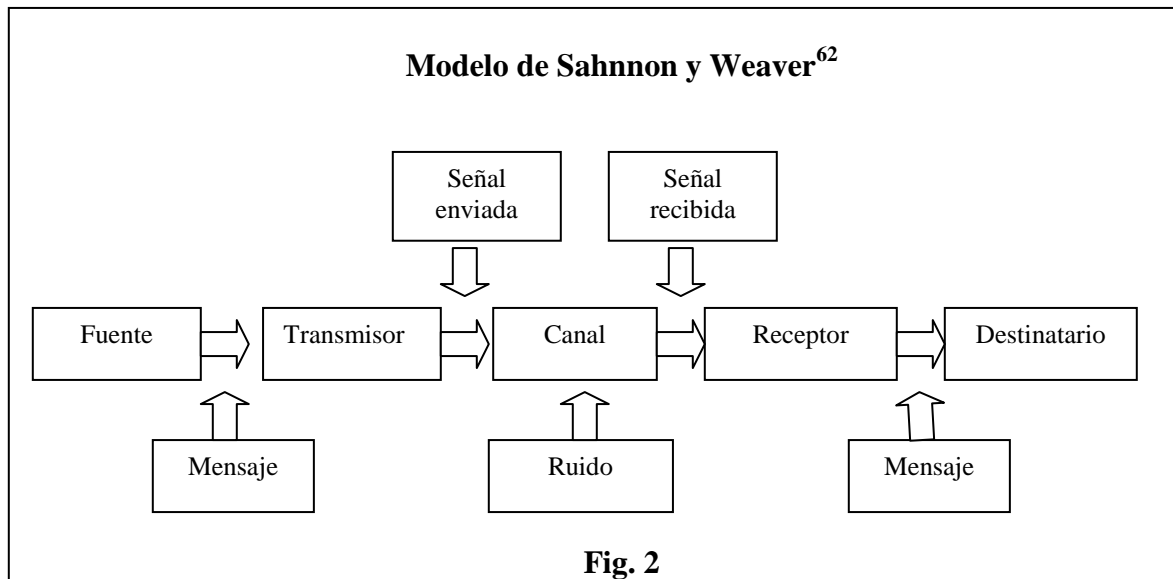 Modelo de Sahnnon y Weaver62
Señal
enviada
Señal
recibida
Fuente
Transmisor
Canal
Receptor
Destinatario
Mensaje
Ruido
Mensaje
Fig. 2